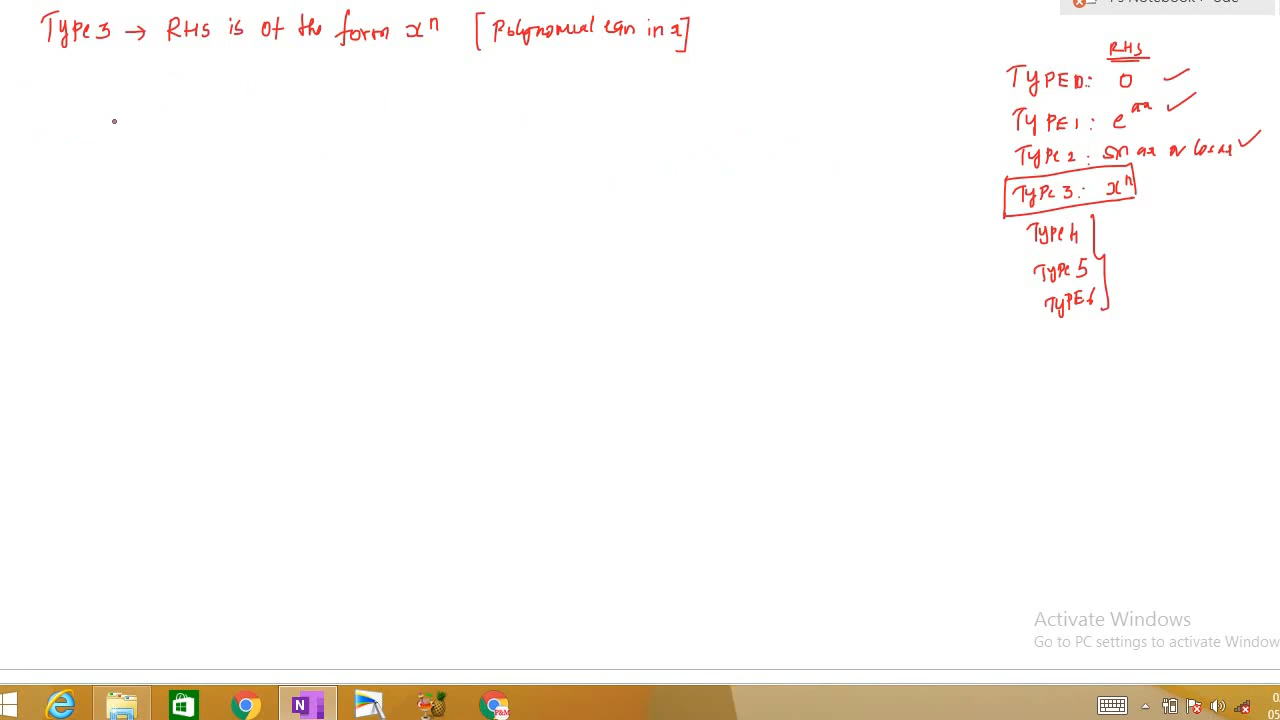 Type 3 → RHS is of the form xⁿ [Polynomial eqn in x]
RHS
TYPE 0: 0 ✓
TYPE 1: e^ax ✓
Type 2: sin ax or cos ax ✓
Type 3: xⁿ
Type 4
Type 5
TYPE 6
Activate Windows
Go to PC settings to activate Window